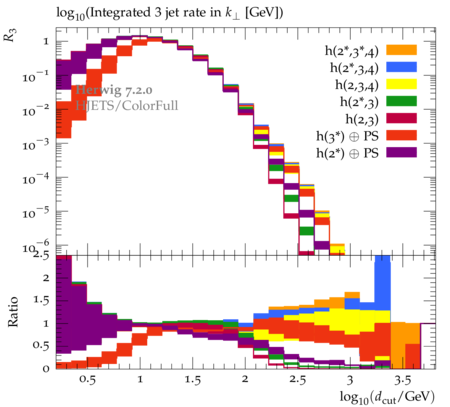 log₁₀(Integrated 3 jet rate in k⊥ [GeV])
R₃
1
10⁻¹
10⁻²
10⁻³
10⁻⁴
10⁻⁵
10⁻⁶
Herwig 7.2.0
HJETS/ColorFull
h(2*,3*,4)
h(2*,3,4)
h(2,3,4)
h(2*,3)
h(2,3)
h(3*) ⊕ PS
h(2*) ⊕ PS
Ratio
2.5
2
1.5
1
0.5
0
0.5 1 1.5 2 2.5 3 3.5
log₁₀(d_cut/GeV)